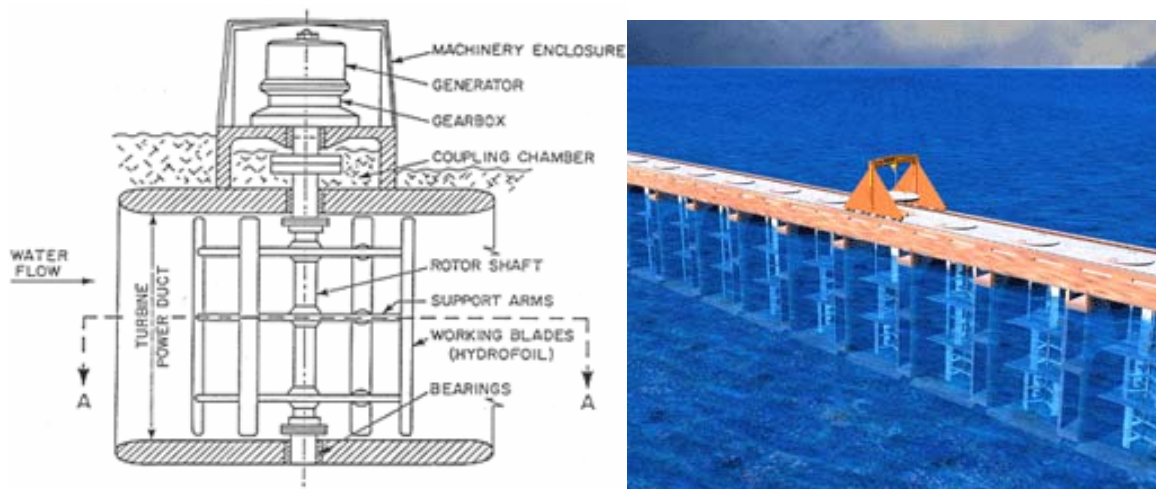 MACHINERY ENCLOSURE
GENERATOR
GEARBOX
COUPLING CHAMBER
WATER
FLOW
TURBINE
POWER DUCT
ROTOR SHAFT
SUPPORT ARMS
WORKING BLADES
(HYDROFOIL)
A
A
BEARINGS